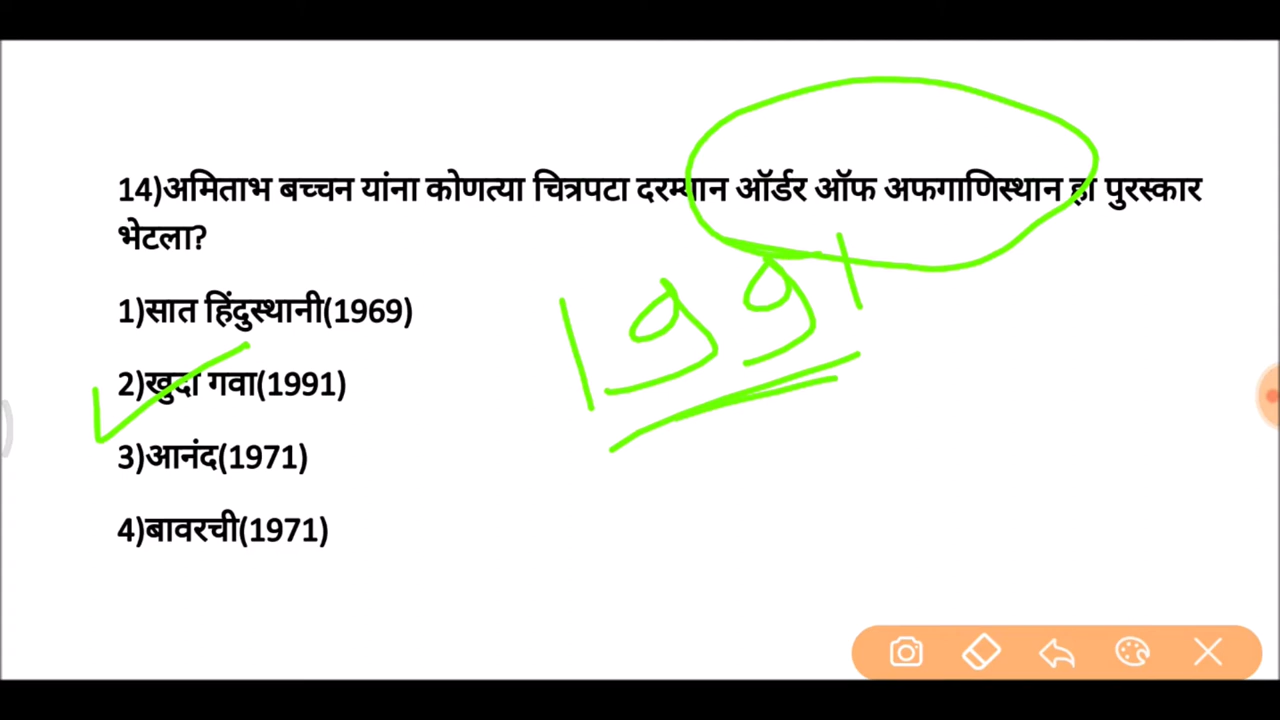 14)अमिताभ बच्चन यांना कोणत्या चित्रपटा दरम्यान ऑर्डर ऑफ अफगाणिस्थान हा पुरस्कार
भेटला?
1)सात हिंदुस्थानी(1969)
1991
2)खुदा गवा(1991)
3)आनंद(1971)
4)बावरची(1971)